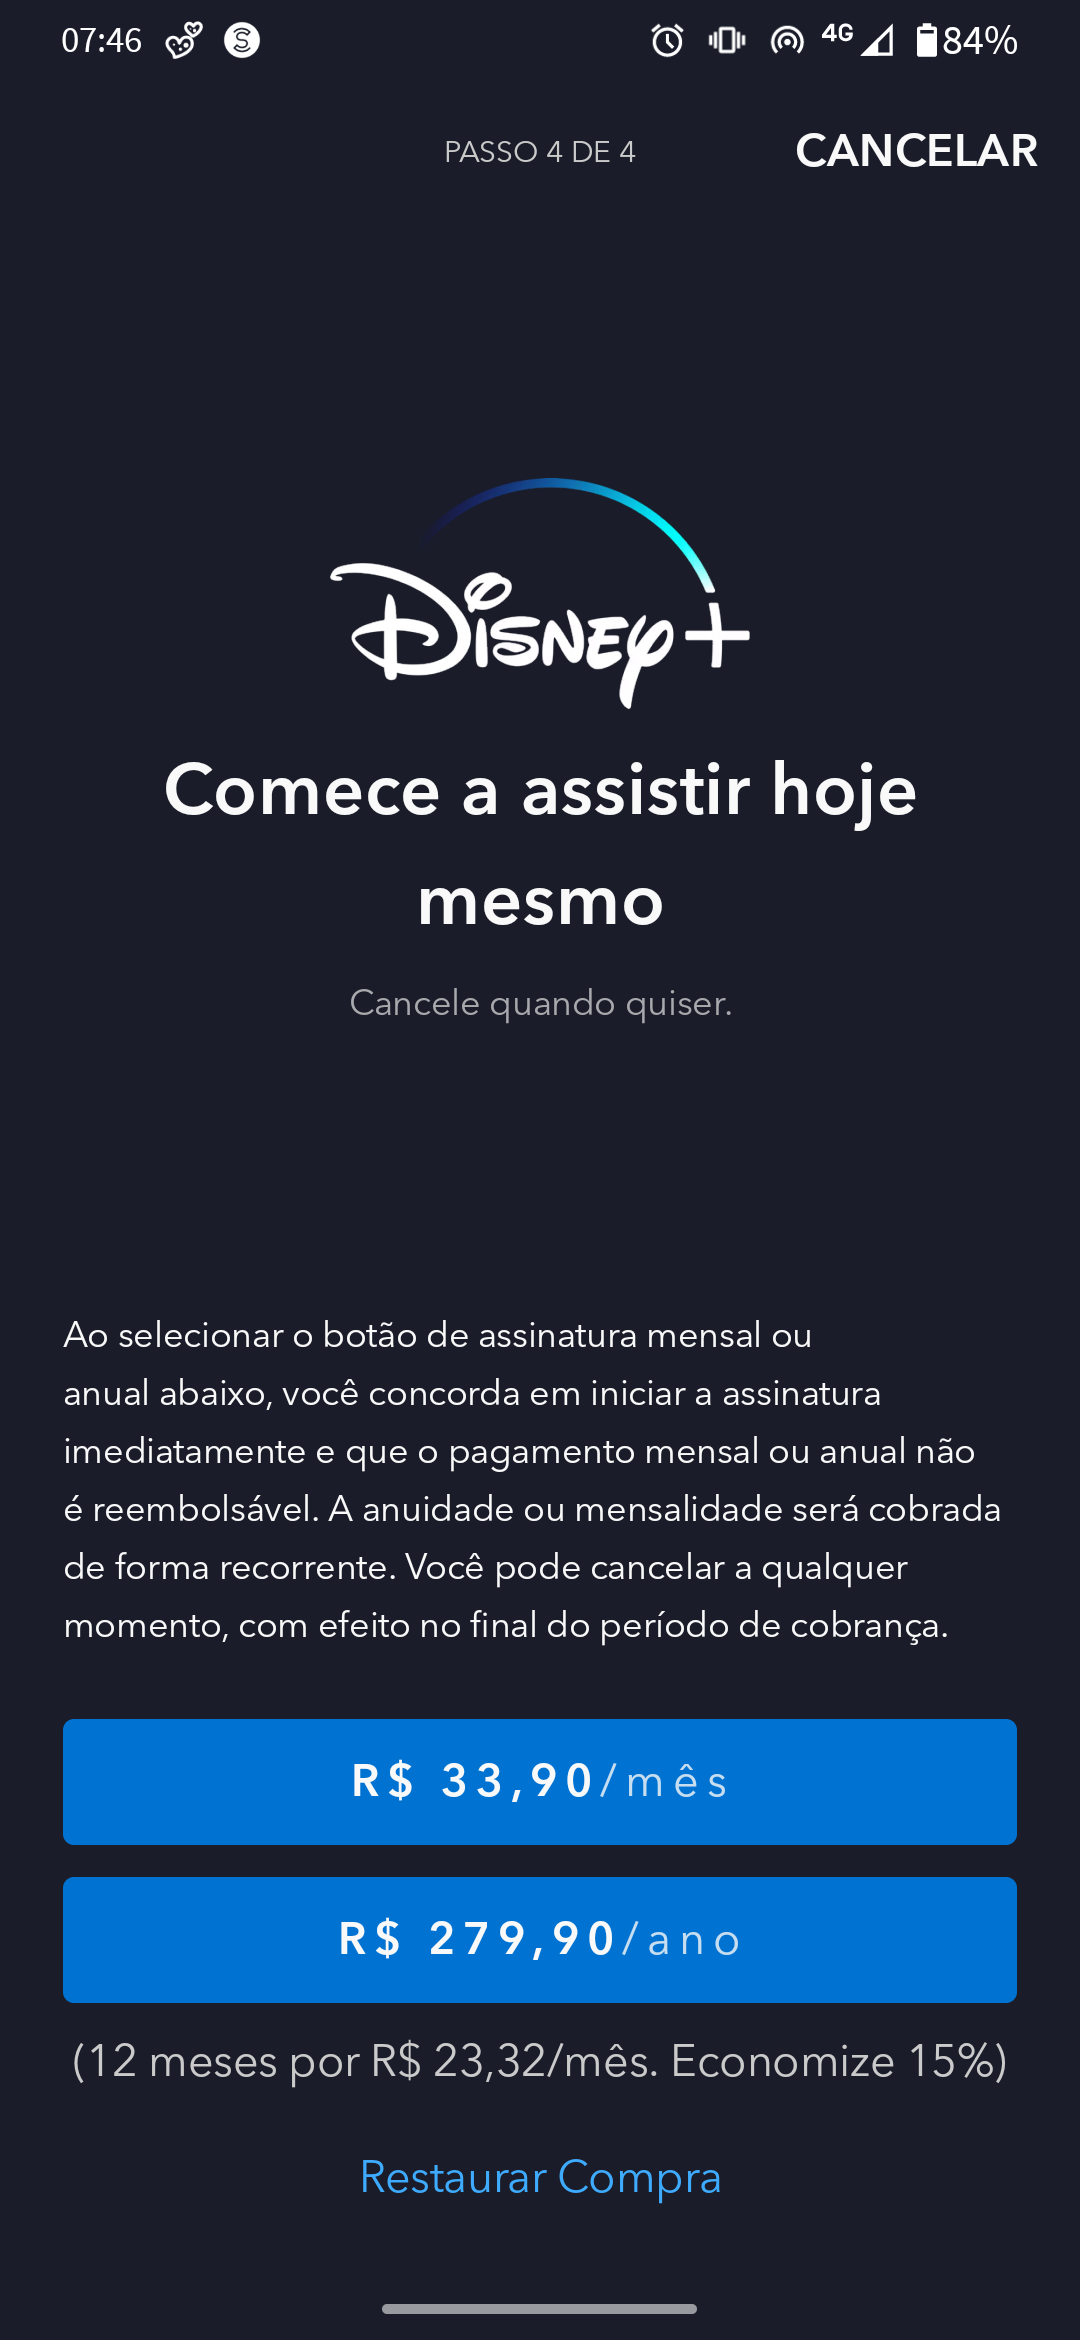 07:46
4G
84%
PASSO 4 DE 4
CANCELAR
Disney+
Comece a assistir hoje
mesmo
Cancele quando quiser.
Ao selecionar o botão de assinatura mensal ou
anual abaixo, você concorda em iniciar a assinatura
imediatamente e que o pagamento mensal ou anual não
é reembolsável. A anuidade ou mensalidade será cobrada
de forma recorrente. Você pode cancelar a qualquer
momento, com efeito no final do período de cobrança.
R$ 33,90/mês
R$ 279,90/ano
(12 meses por R$ 23,32/mês. Economize 15%)
Restaurar Compra